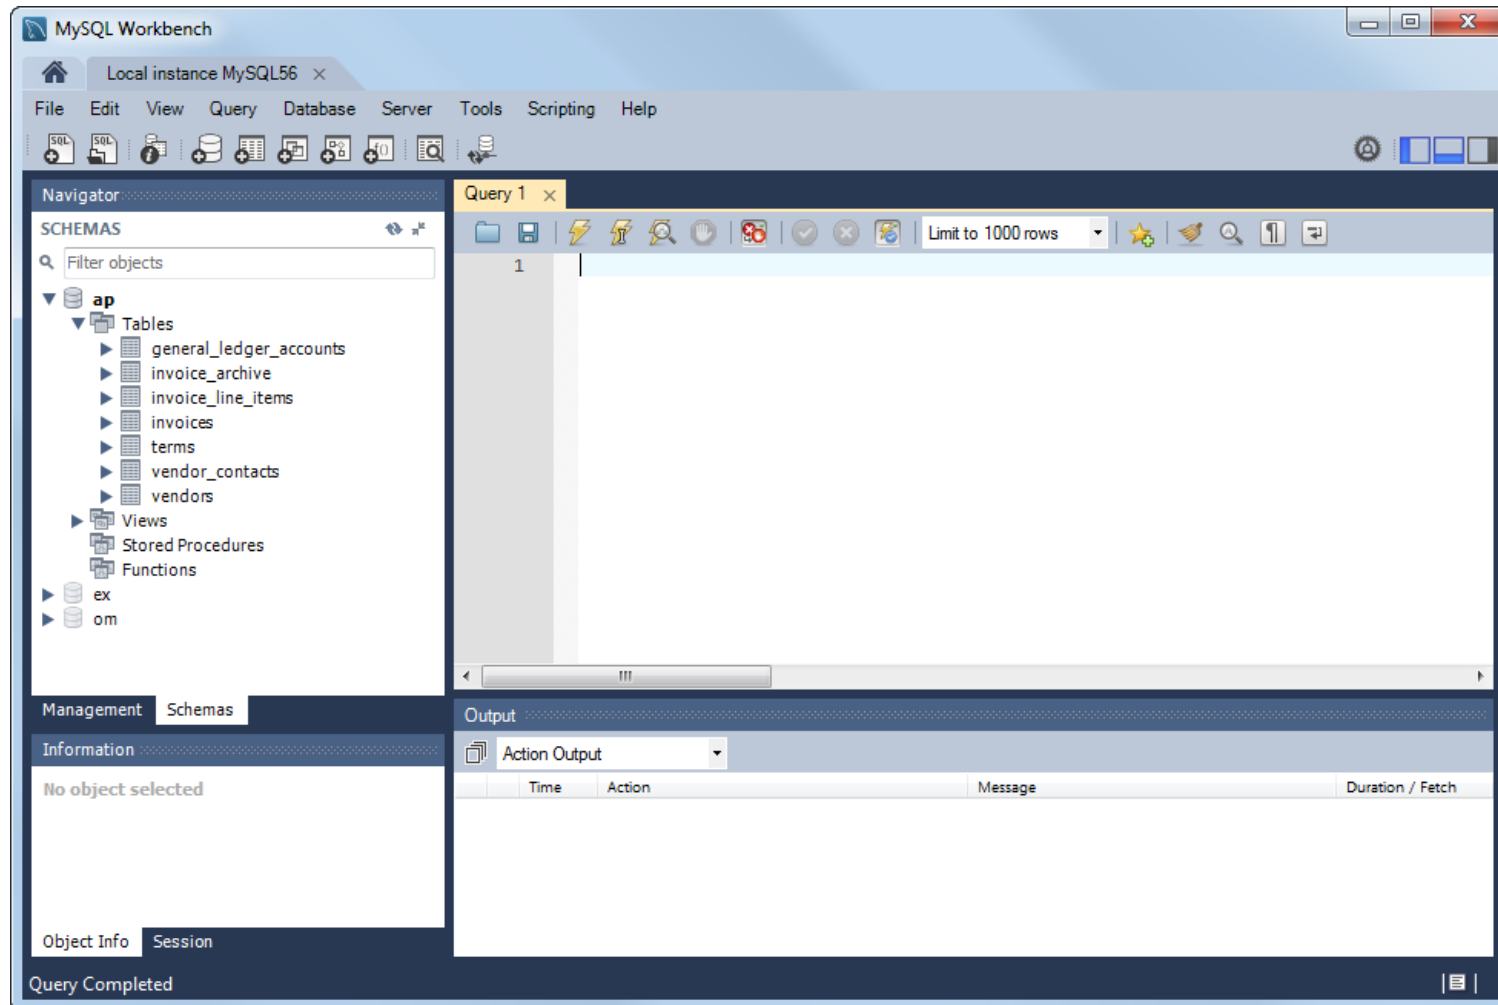 MySQL Workbench
Local instance MySQL56
File Edit View Query Database Server Tools Scripting Help
SQL SQL
Navigator
SCHEMAS
Filter objects
ap
Tables
general_ledger_accounts
invoice_archive
invoice_line_items
invoices
terms
vendor_contacts
vendors
Views
Stored Procedures
Functions
ex
om
Management Schemas
Information
No object selected
Object Info Session
Query 1
Limit to 1000 rows
1
Output
Action Output
Time Action Message Duration / Fetch
Query Completed